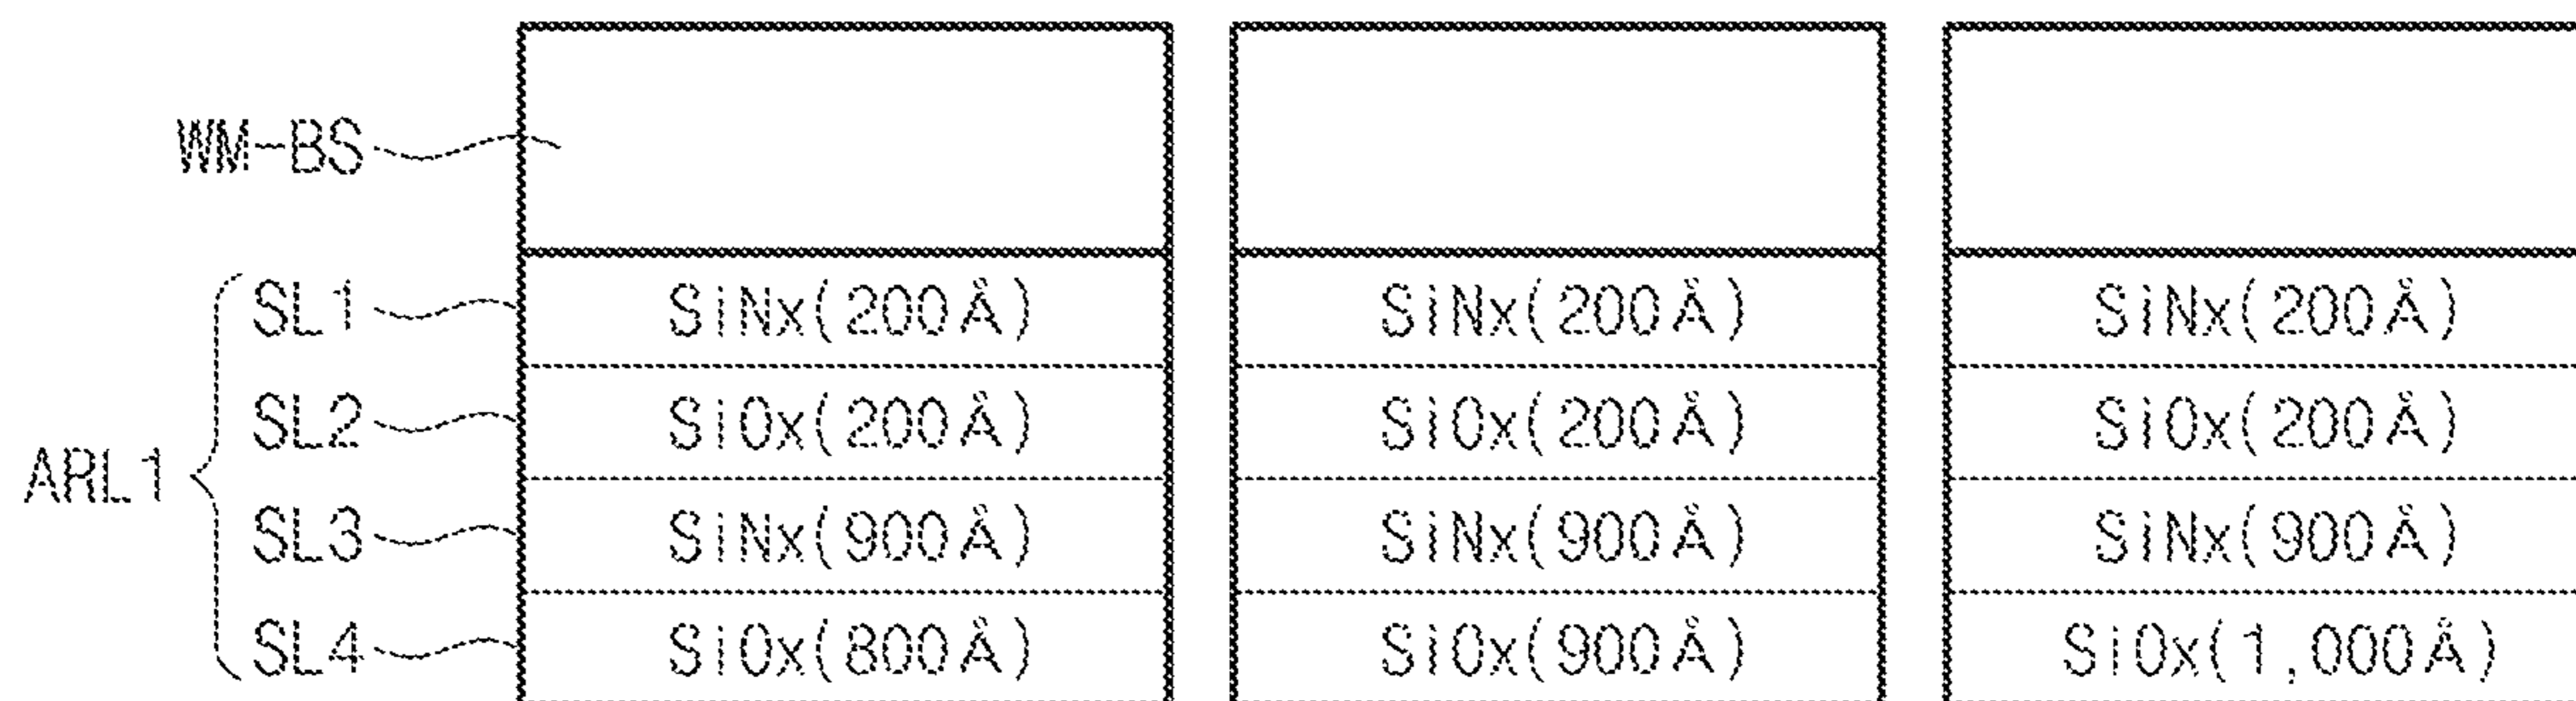 WM-BS
SL1 SiNx(200Å) SiNx(200Å) SiNx(200Å)
SL2 SiOx(200Å) SiOx(200Å) SiOx(200Å)
ARL1
SL3 SiNx(900Å) SiNx(900Å) SiNx(900Å)
SL4 SiOx(800Å) SiOx(900Å) SiOx(1,000Å)